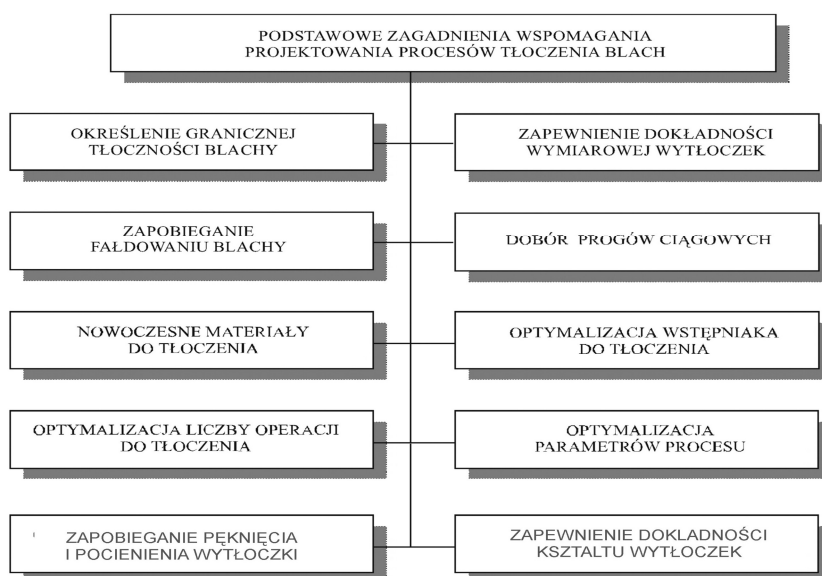 PODSTAWOWE ZAGADNIENIA WSPOMAGANIA
PROJEKTOWANIA PROCESÓW TŁOCZENIA BLACH
OKREŚLENIE GRANICZNEJ
TŁOCZNOŚCI BLACHY
ZAPEWNIENIE DOKŁADNOŚCI
WYMIAROWEJ WYTŁOCZEK
ZAPOBIEGANIE
FAŁDOWANIU BLACHY
DOBÓR PROGÓW CIĄGOWYCH
NOWOCZESNE MATERIAŁY
DO TŁOCZENIA
OPTYMALIZACJA WSTĘPNIAKA
DO TŁOCZENIA
OPTYMALIZACJA LICZBY OPERACJI
DO TŁOCZENIA
OPTYMALIZACJA
PARAMETRÓW PROCESU
ZAPOBIEGANIE PĘKNIĘCIA
I POCIENIENIA WYTŁOCZKI
ZAPEWNIENIE DOKLADNOŚCI
KSZTALTU WYTŁOCZEK